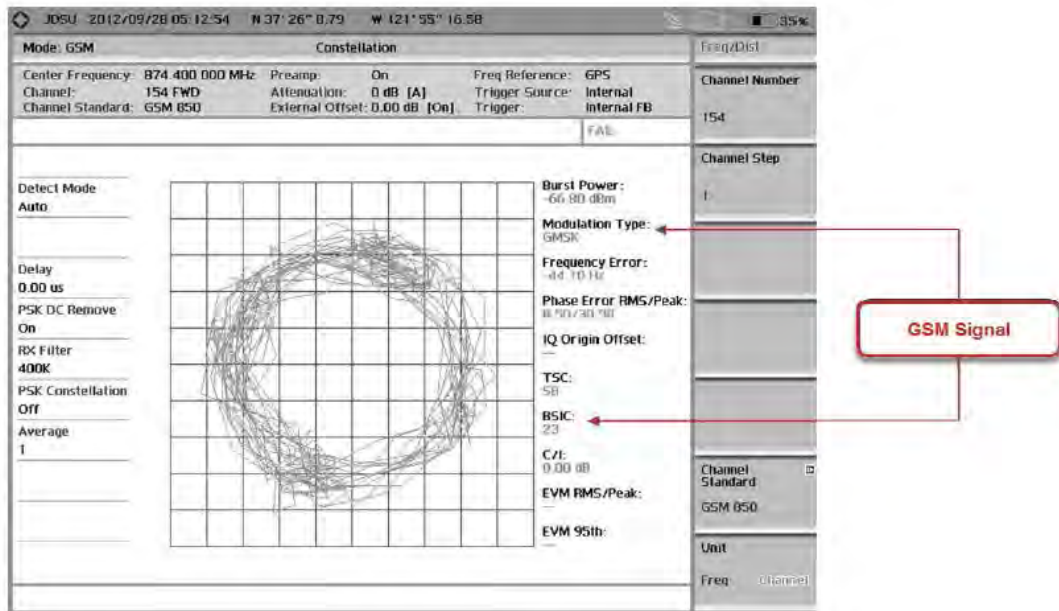 JDSU 2012/09/28 05:12:54 N 37° 26" 8.79 W 121° 55" 16.58 35%
Mode: GSM Constellation
Freq/Dist
Center Frequency: 874.400 000 MHz Preamp: On Freq Reference: GPS
Channel: 154 FWD Attenuation: 0 dB [A] Trigger Source: Internal
Channel Standard: GSM 850 External Offset: 0.00 dB [On] Trigger: Internal FB
FAIL
Channel Number
154
Channel Step
1
Detect Mode
Auto
Delay
0.00 us
PSK DC Remove
On
RX Filter
400K
PSK Constellation
Off
Average
1
Burst Power:
-66.80 dBm
Modulation Type:
GMSK
Frequency Error:
-44.10 Hz
Phase Error RMS/Peak:
IQ Origin Offset:
--
TSC:
SB
BSIC:
23
C/I:
0.00 dB
EVM RMS/Peak:
--
EVM 95th:
--
GSM Signal
Channel
Standard
GSM 850
Unit
Freq Channel